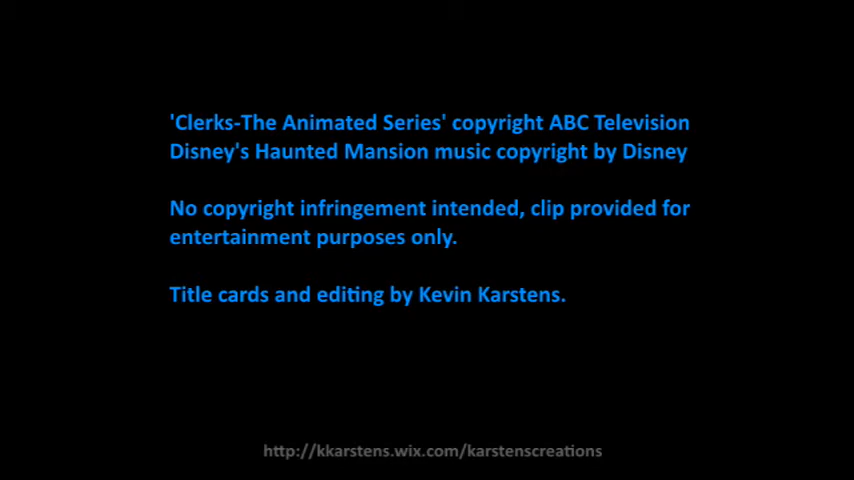 'Clerks-The Animated Series' copyright ABC Television
Disney's Haunted Mansion music copyright by Disney
No copyright infringement intended, clip provided for
entertainment purposes only.
Title cards and editing by Kevin Karstens.
http://kkarstens.wix.com/karstenscreations